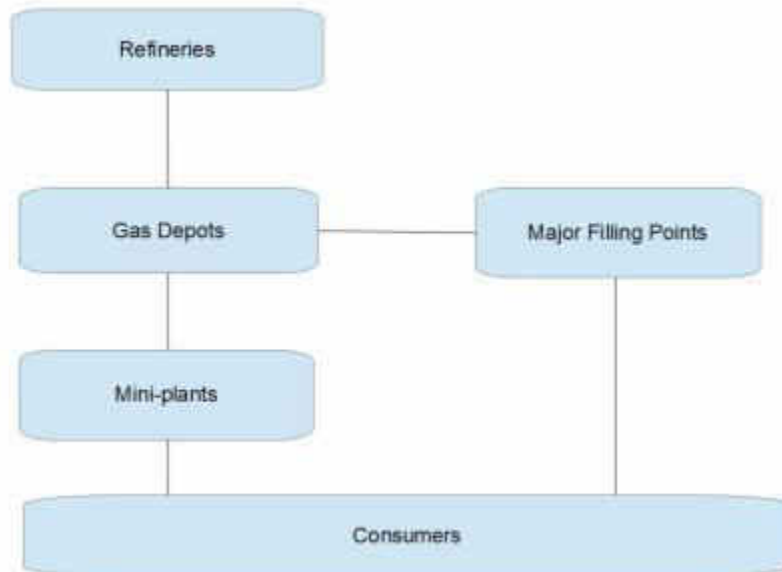 Refineries
Gas Depots
Major Filling Points
Mini-plants
Consumers